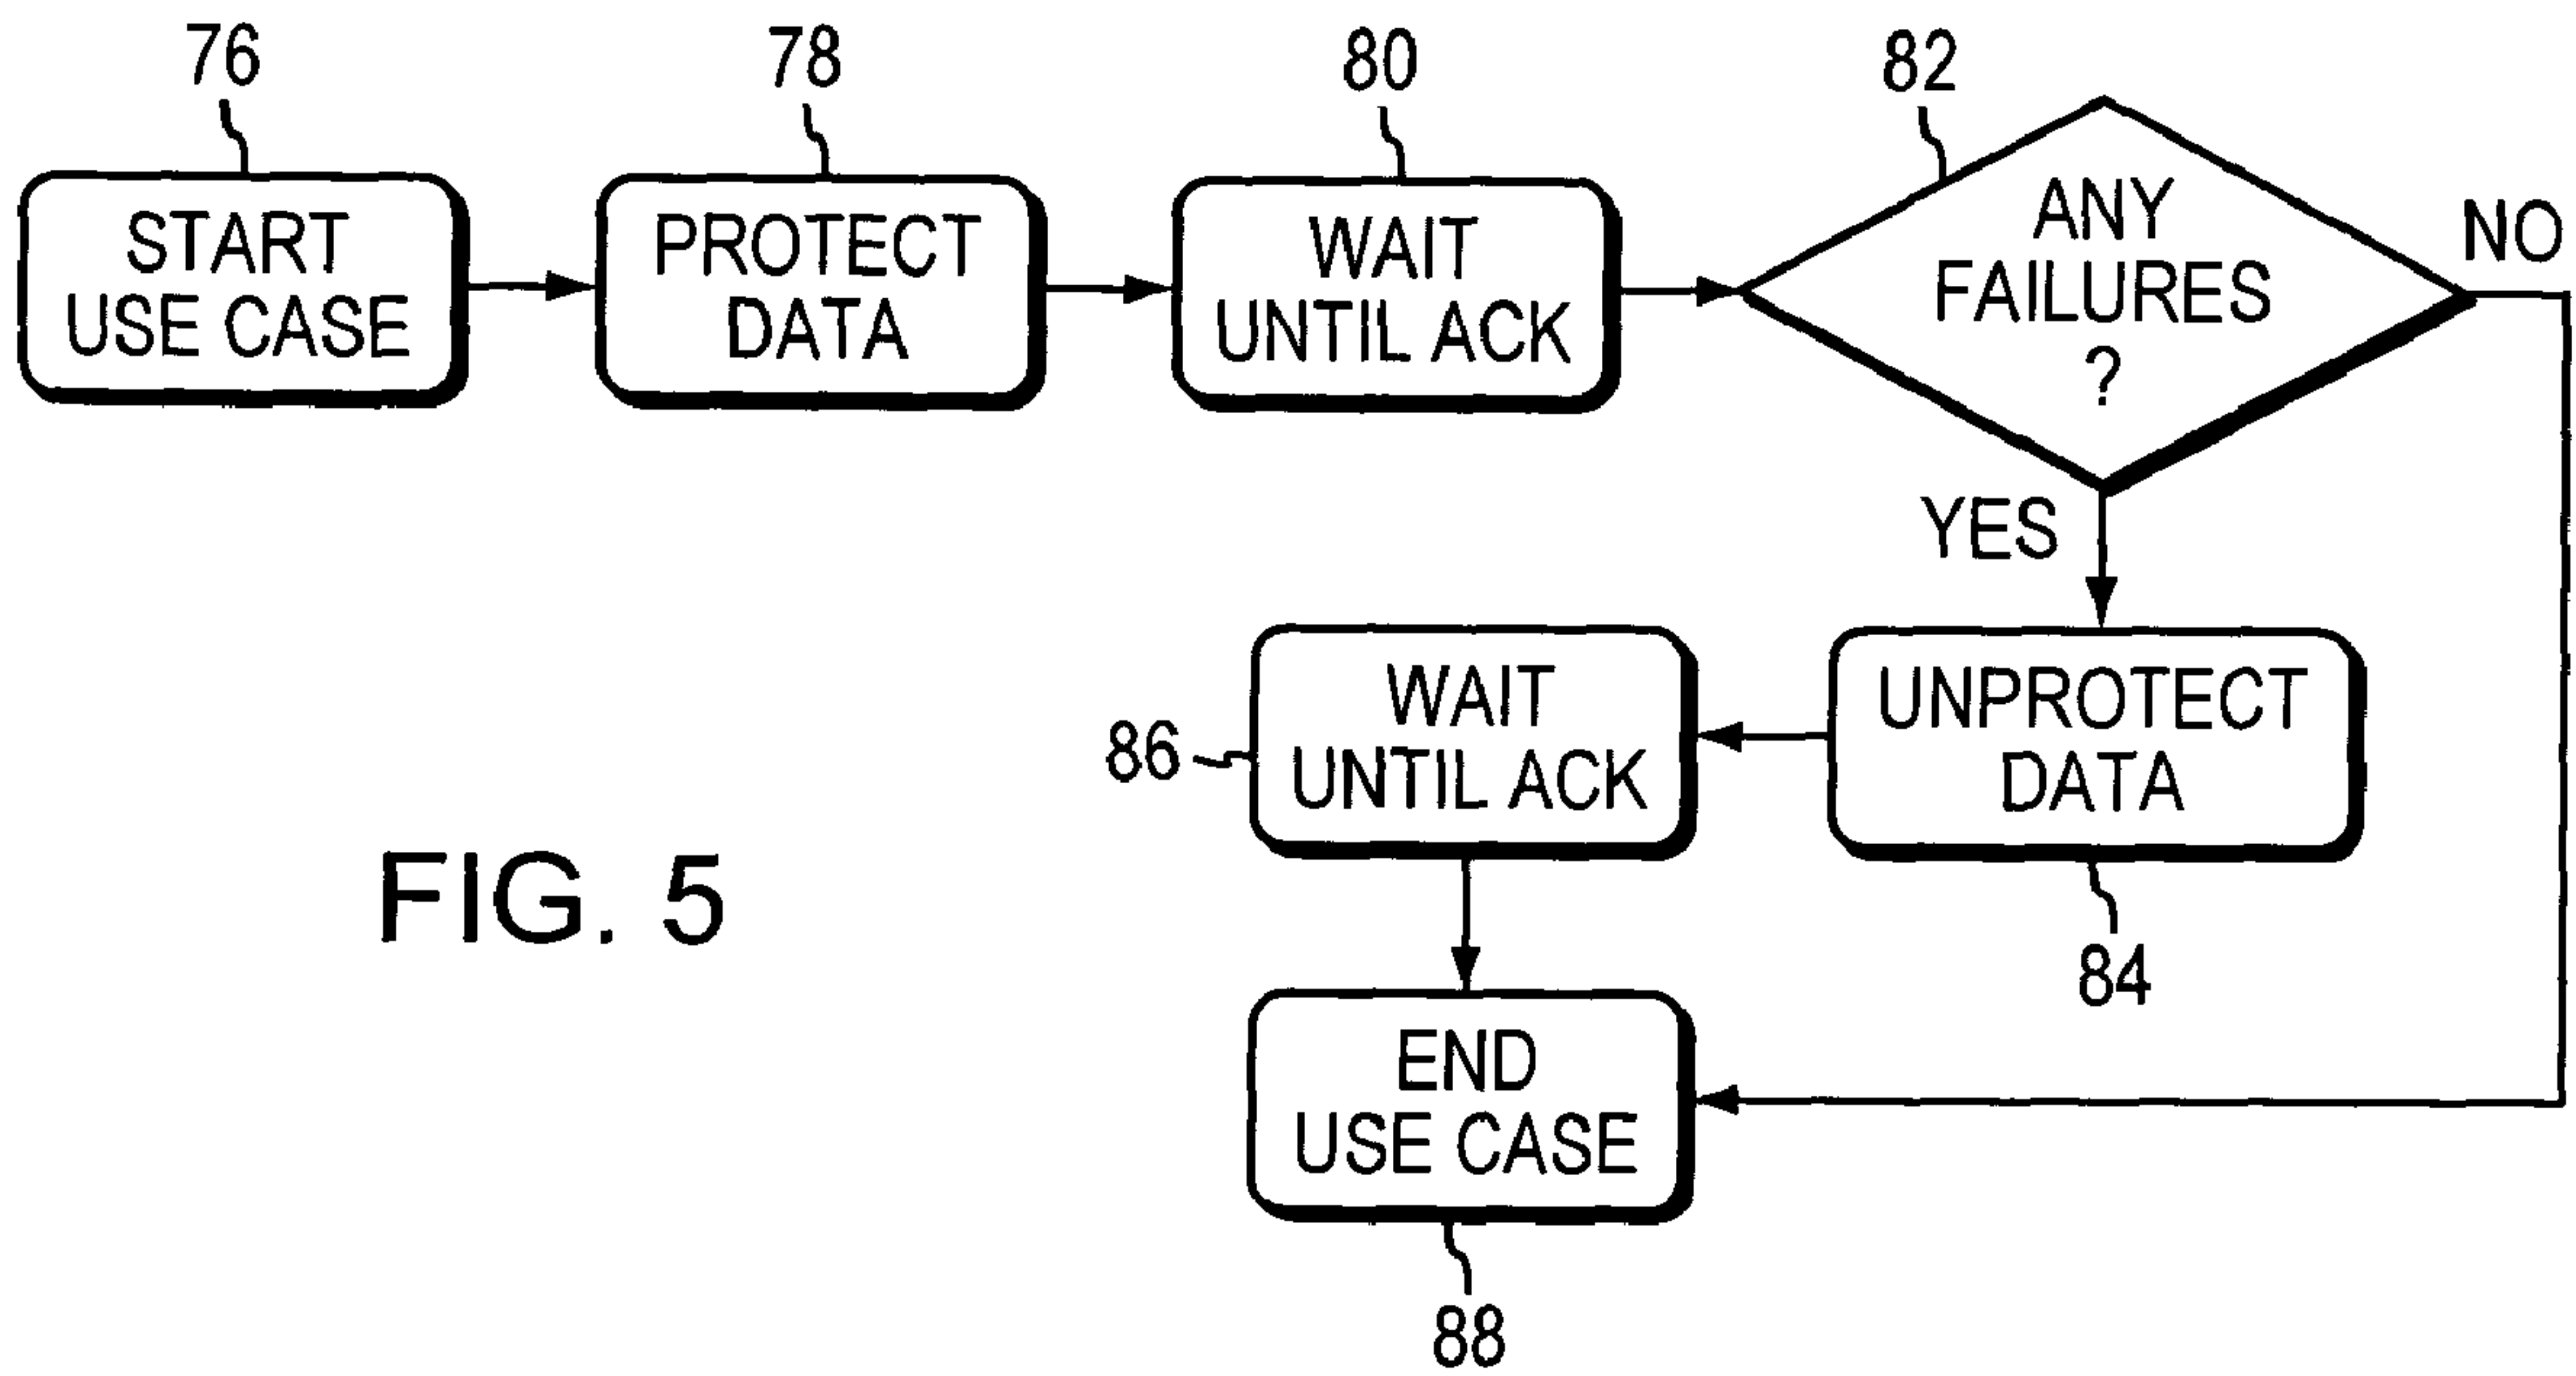 76
78
80
82
START
USE CASE
PROTECT
DATA
WAIT
UNTIL ACK
ANY
FAILURES
?
NO
YES
WAIT
UNTIL ACK
UNPROTECT
DATA
86
84
FIG. 5
END
USE CASE
88